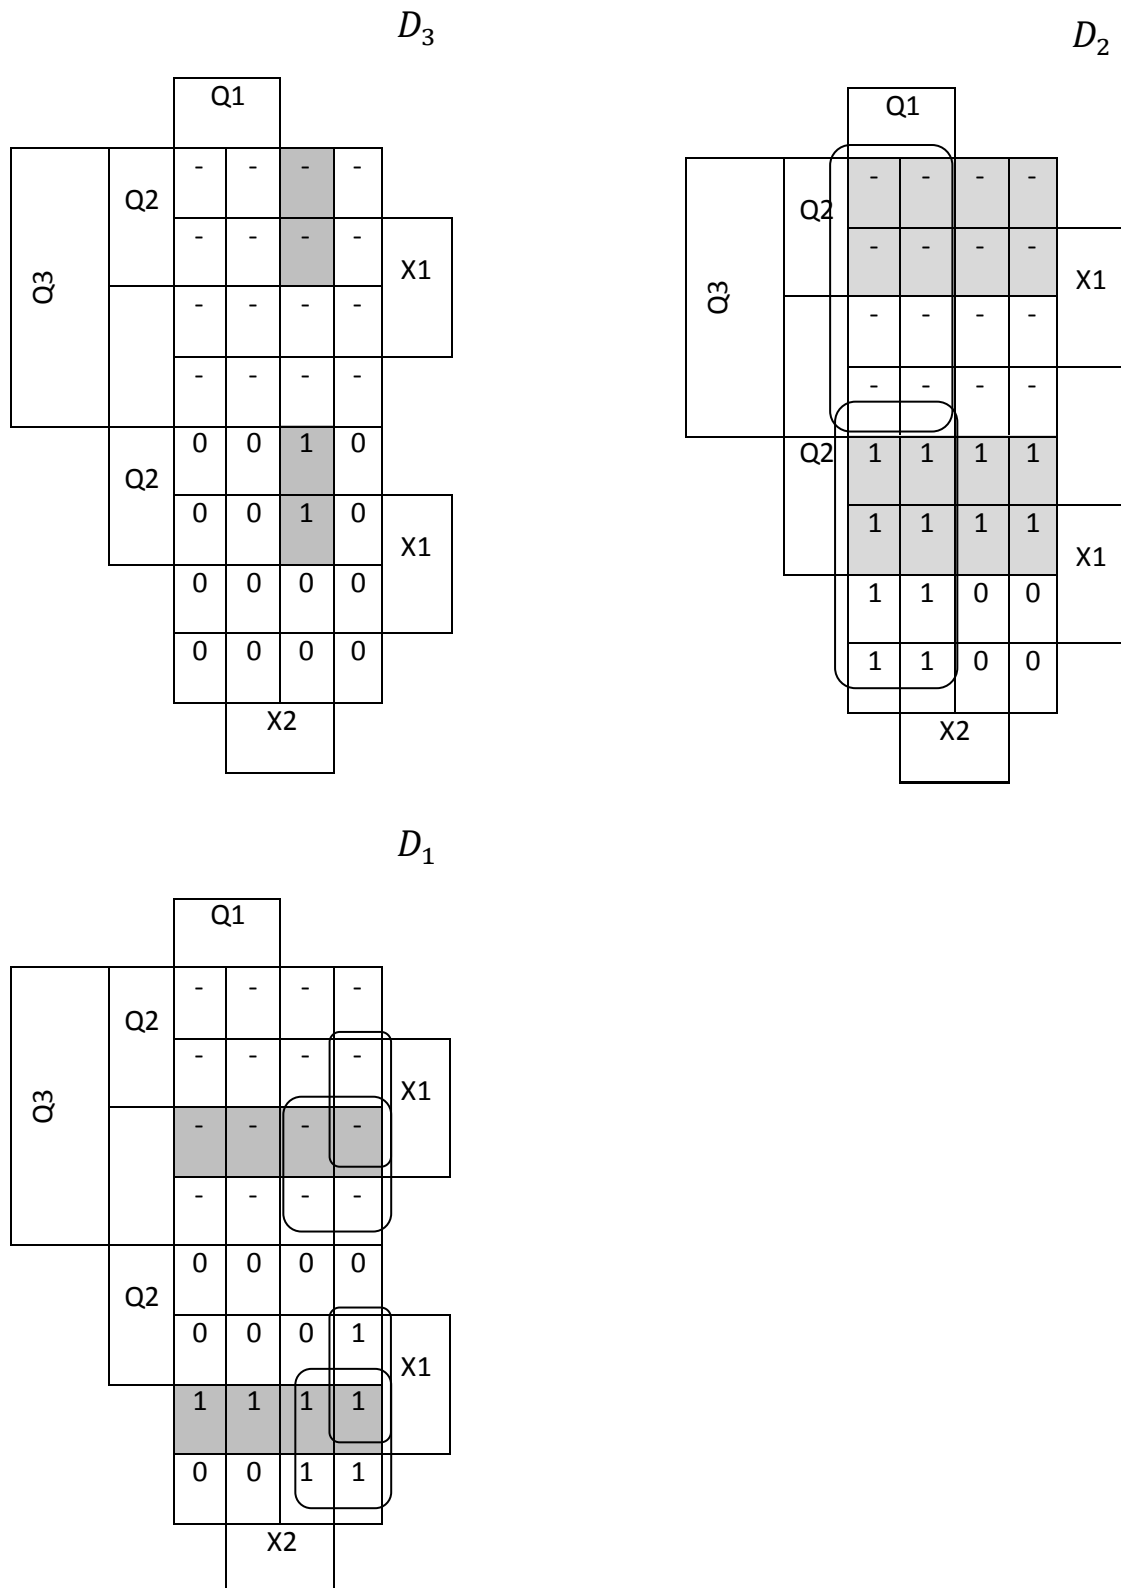 D₃
Q1
Q3 Q2 - - - -
- - - - X1
- - - -
- - - -
Q2 0 0 1 0
0 0 1 0 X1
0 0 0 0
0 0 0 0
X2
D₂
Q1
Q3 Q2 - - - -
- - - - X1
- - - -
- - - -
Q2 1 1 1 1
1 1 1 1 X1
1 1 0 0
1 1 0 0
X2
D₁
Q1
Q3 Q2 - - - -
- - - - X1
- - - -
- - - -
Q2 0 0 0 0
0 0 0 1 X1
1 1 1 1
0 0 1 1
X2